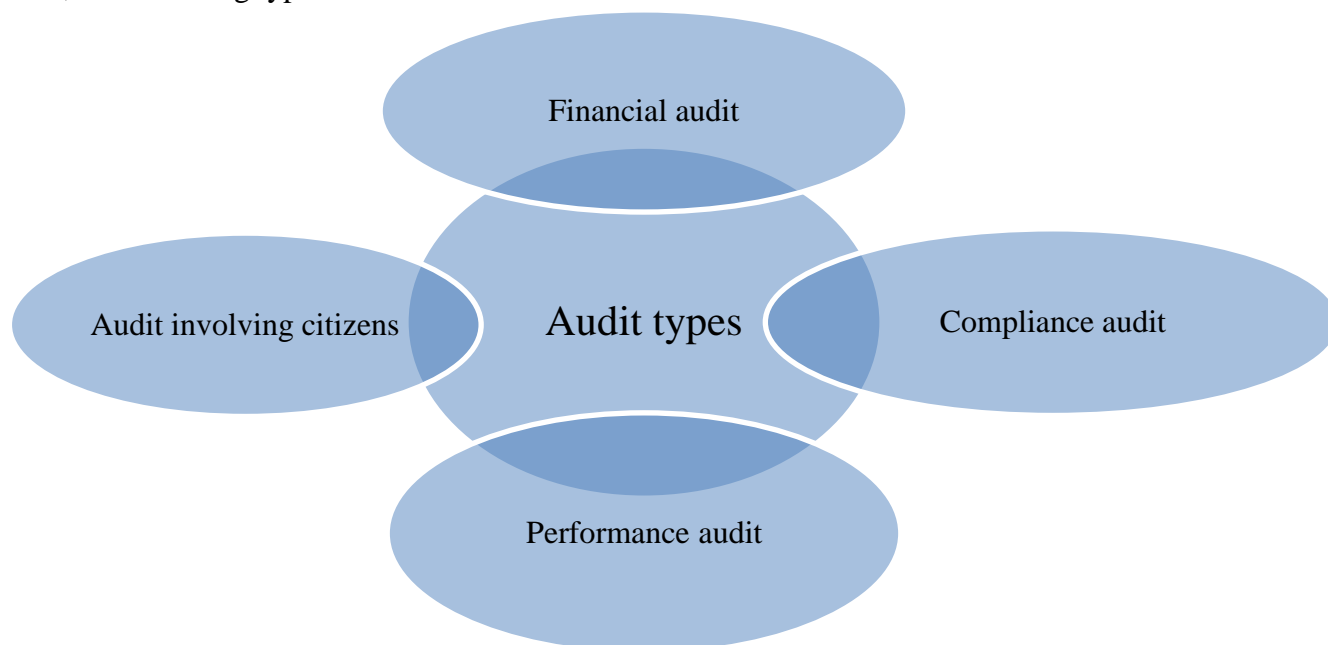 Financial audit
Audit involving citizens
Audit types
Compliance audit
Performance audit